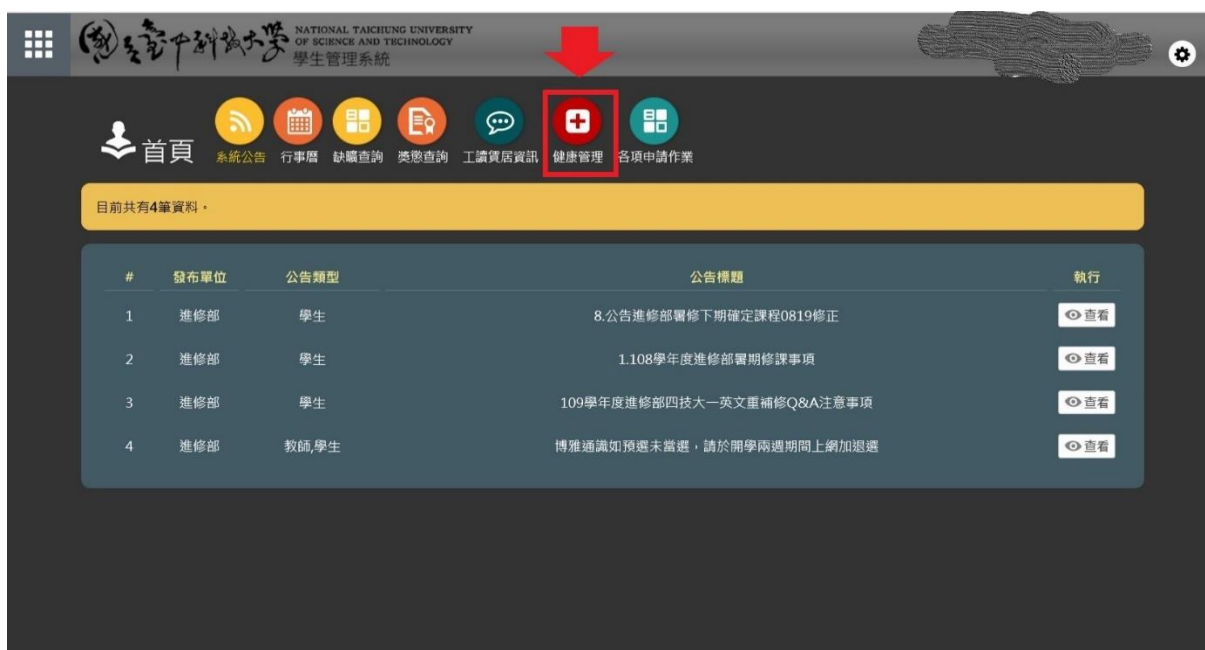 國立臺中科技大學
NATIONAL TAICHUNG UNIVERSITY
OF SCIENCE AND TECHNOLOGY
學生管理系統
首頁 系統公告 行事曆 缺曠查詢 獎懲查詢 工讀賃居資訊 健康管理 各項申請作業
目前共有4筆資料。
# 發布單位 公告類型 公告標題 執行
1 進修部 學生 8.公告進修部暑修下期確定課程0819修正 查看
2 進修部 學生 1.108學年度進修部暑期修課事項 查看
3 進修部 學生 109學年度進修部四技大一英文重補修Q&A注意事項 查看
4 進修部 教師,學生 博雅通識如預選未當選，請於開學兩週期間上網加退選 查看